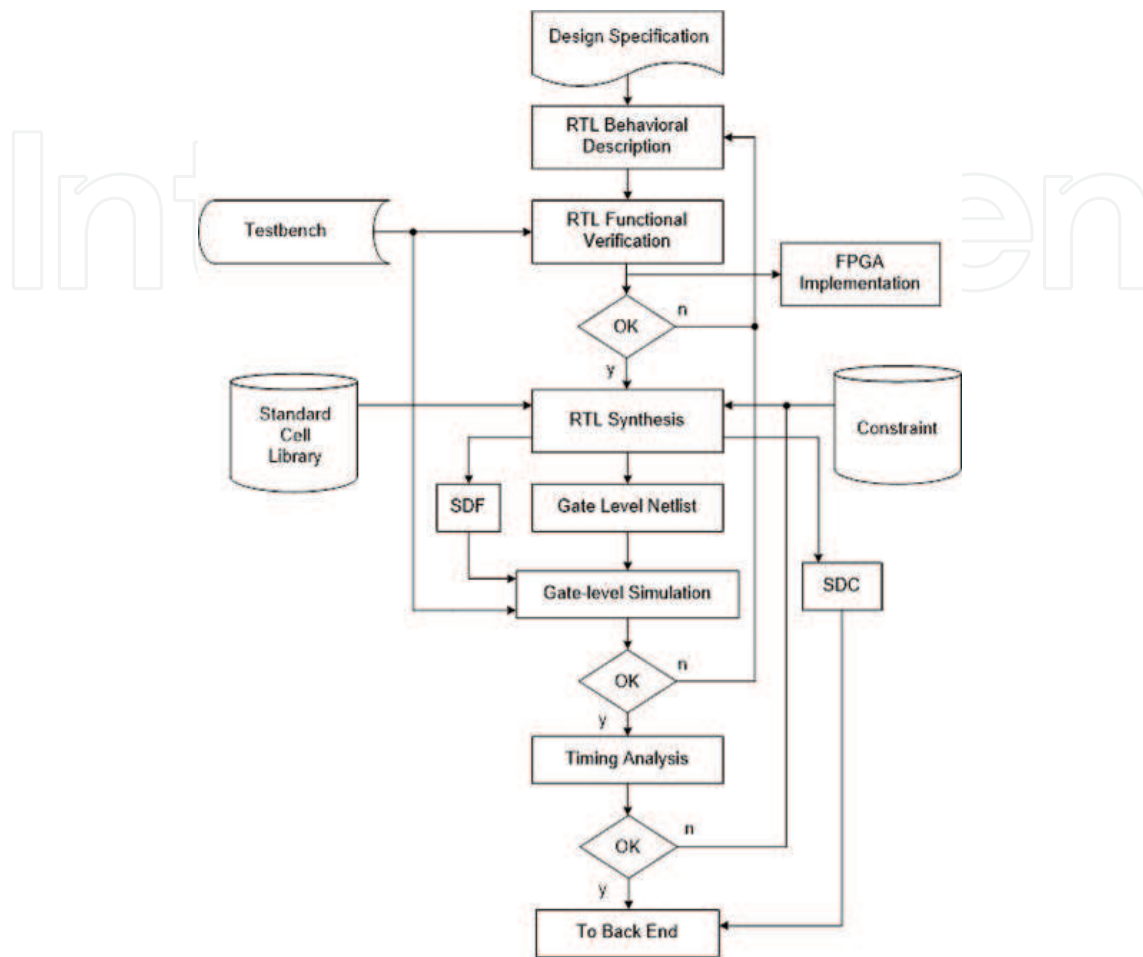 Design Specification
RTL Behavioral
Description
RTL Functional
Verification
Testbench
FPGA
Implementation
OK
n
y
Standard
Cell
Library
RTL Synthesis
Constraint
SDF
Gate Level Netlist
SDC
Gate-level Simulation
OK
n
y
Timing Analysis
OK
n
y
To Back End